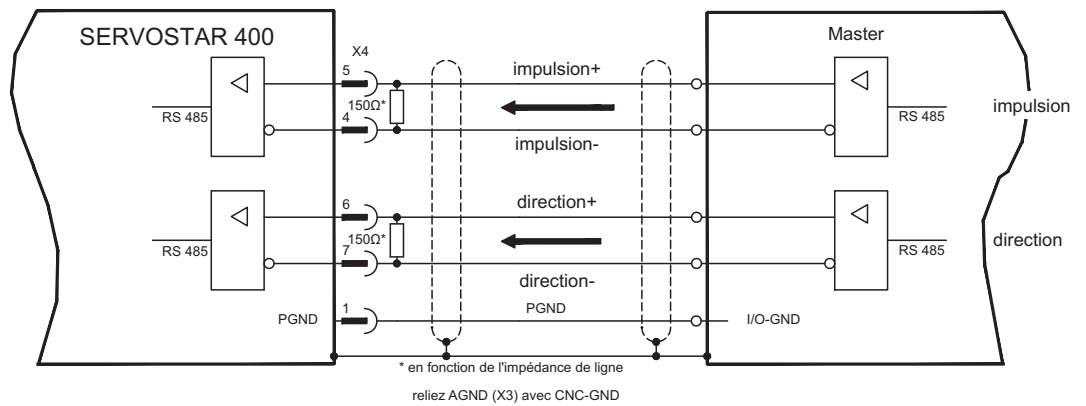 SERVOSTAR 400
Master
X4
5
impulsion+
150Ω*
RS 485
RS 485
impulsion
4
impulsion-
6
direction+
150Ω*
RS 485
RS 485
direction
7
direction-
PGND
1
PGND
I/O-GND
* en fonction de l'impédance de ligne
reliez AGND (X3) avec CNC-GND